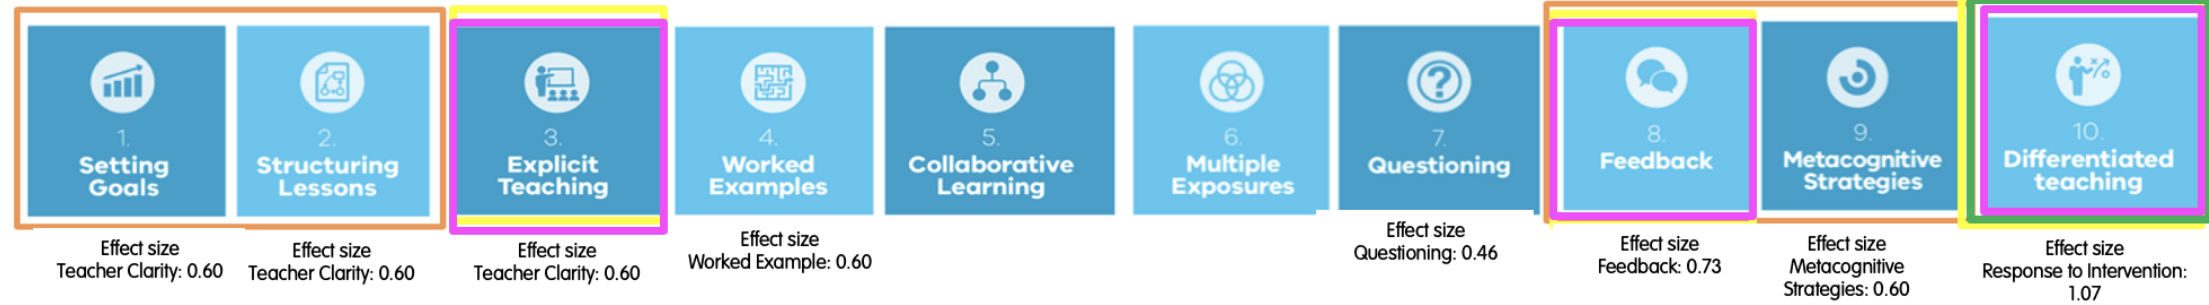 1.
Setting
Goals
2.
Structuring
Lessons
3.
Explicit
Teaching
4.
Worked
Examples
5.
Collaborative
Learning
6.
Multiple
Exposures
7.
Questioning
8.
Feedback
9.
Metacognitive
Strategies
10.
Differentiated
teaching
Effect size
Teacher Clarity: 0.60
Effect size
Teacher Clarity: 0.60
Effect size
Teacher Clarity: 0.60
Effect size
Worked Example: 0.60
Effect size
Questioning: 0.46
Effect size
Feedback: 0.73
Effect size
Metacognitive
Strategies: 0.60
Effect size
Response to Intervention:
1.07